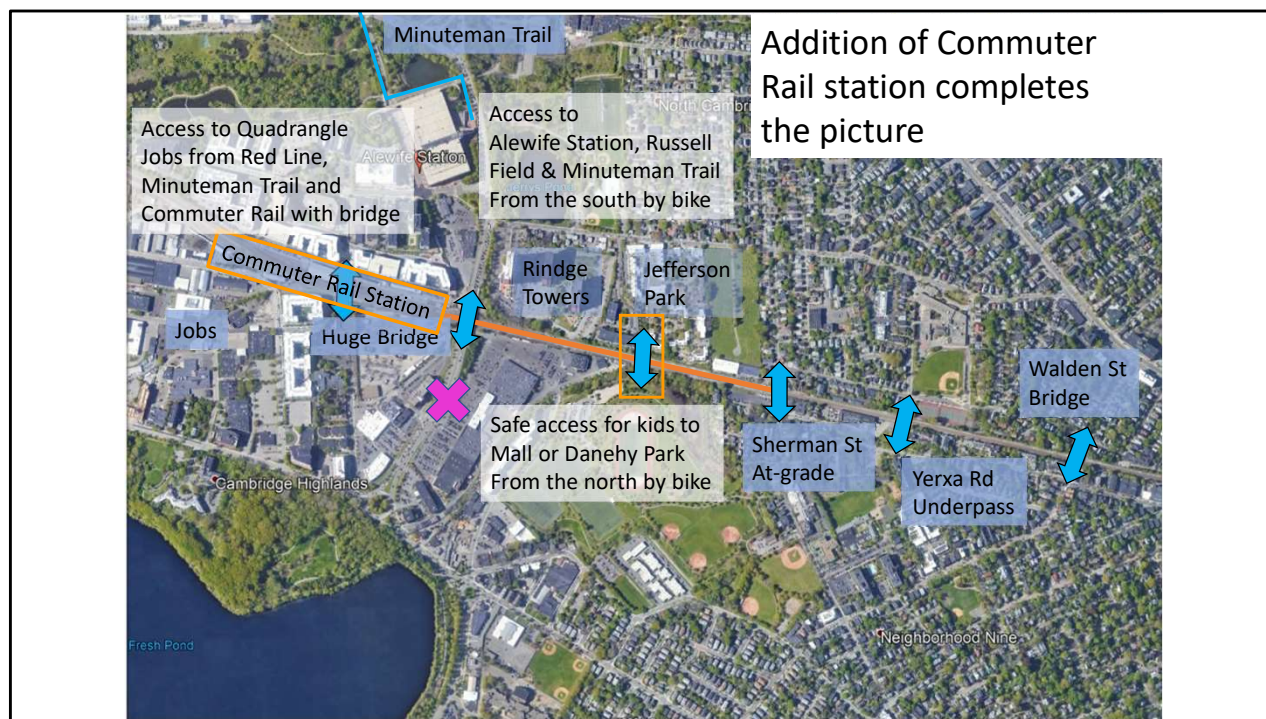 Addition of Commuter
Rail station completes
the picture
Minuteman Trail
North Cambri
Access to Quadrangle
Jobs from Red Line,
Minuteman Trail and
Commuter Rail with bridge
Alewife Station
Access to
Alewife Station, Russell
Field & Minuteman Trail
From the south by bike
Commuter Rail Station
Rindge
Towers
Jefferson
Park
Jobs
Huge Bridge
Walden St
Bridge
Safe access for kids to
Mall or Danehy Park
From the north by bike
Sherman St
At-grade
Yerxa Rd
Underpass
Cambridge Highlands
Neighborhood Nine
Fresh Pond